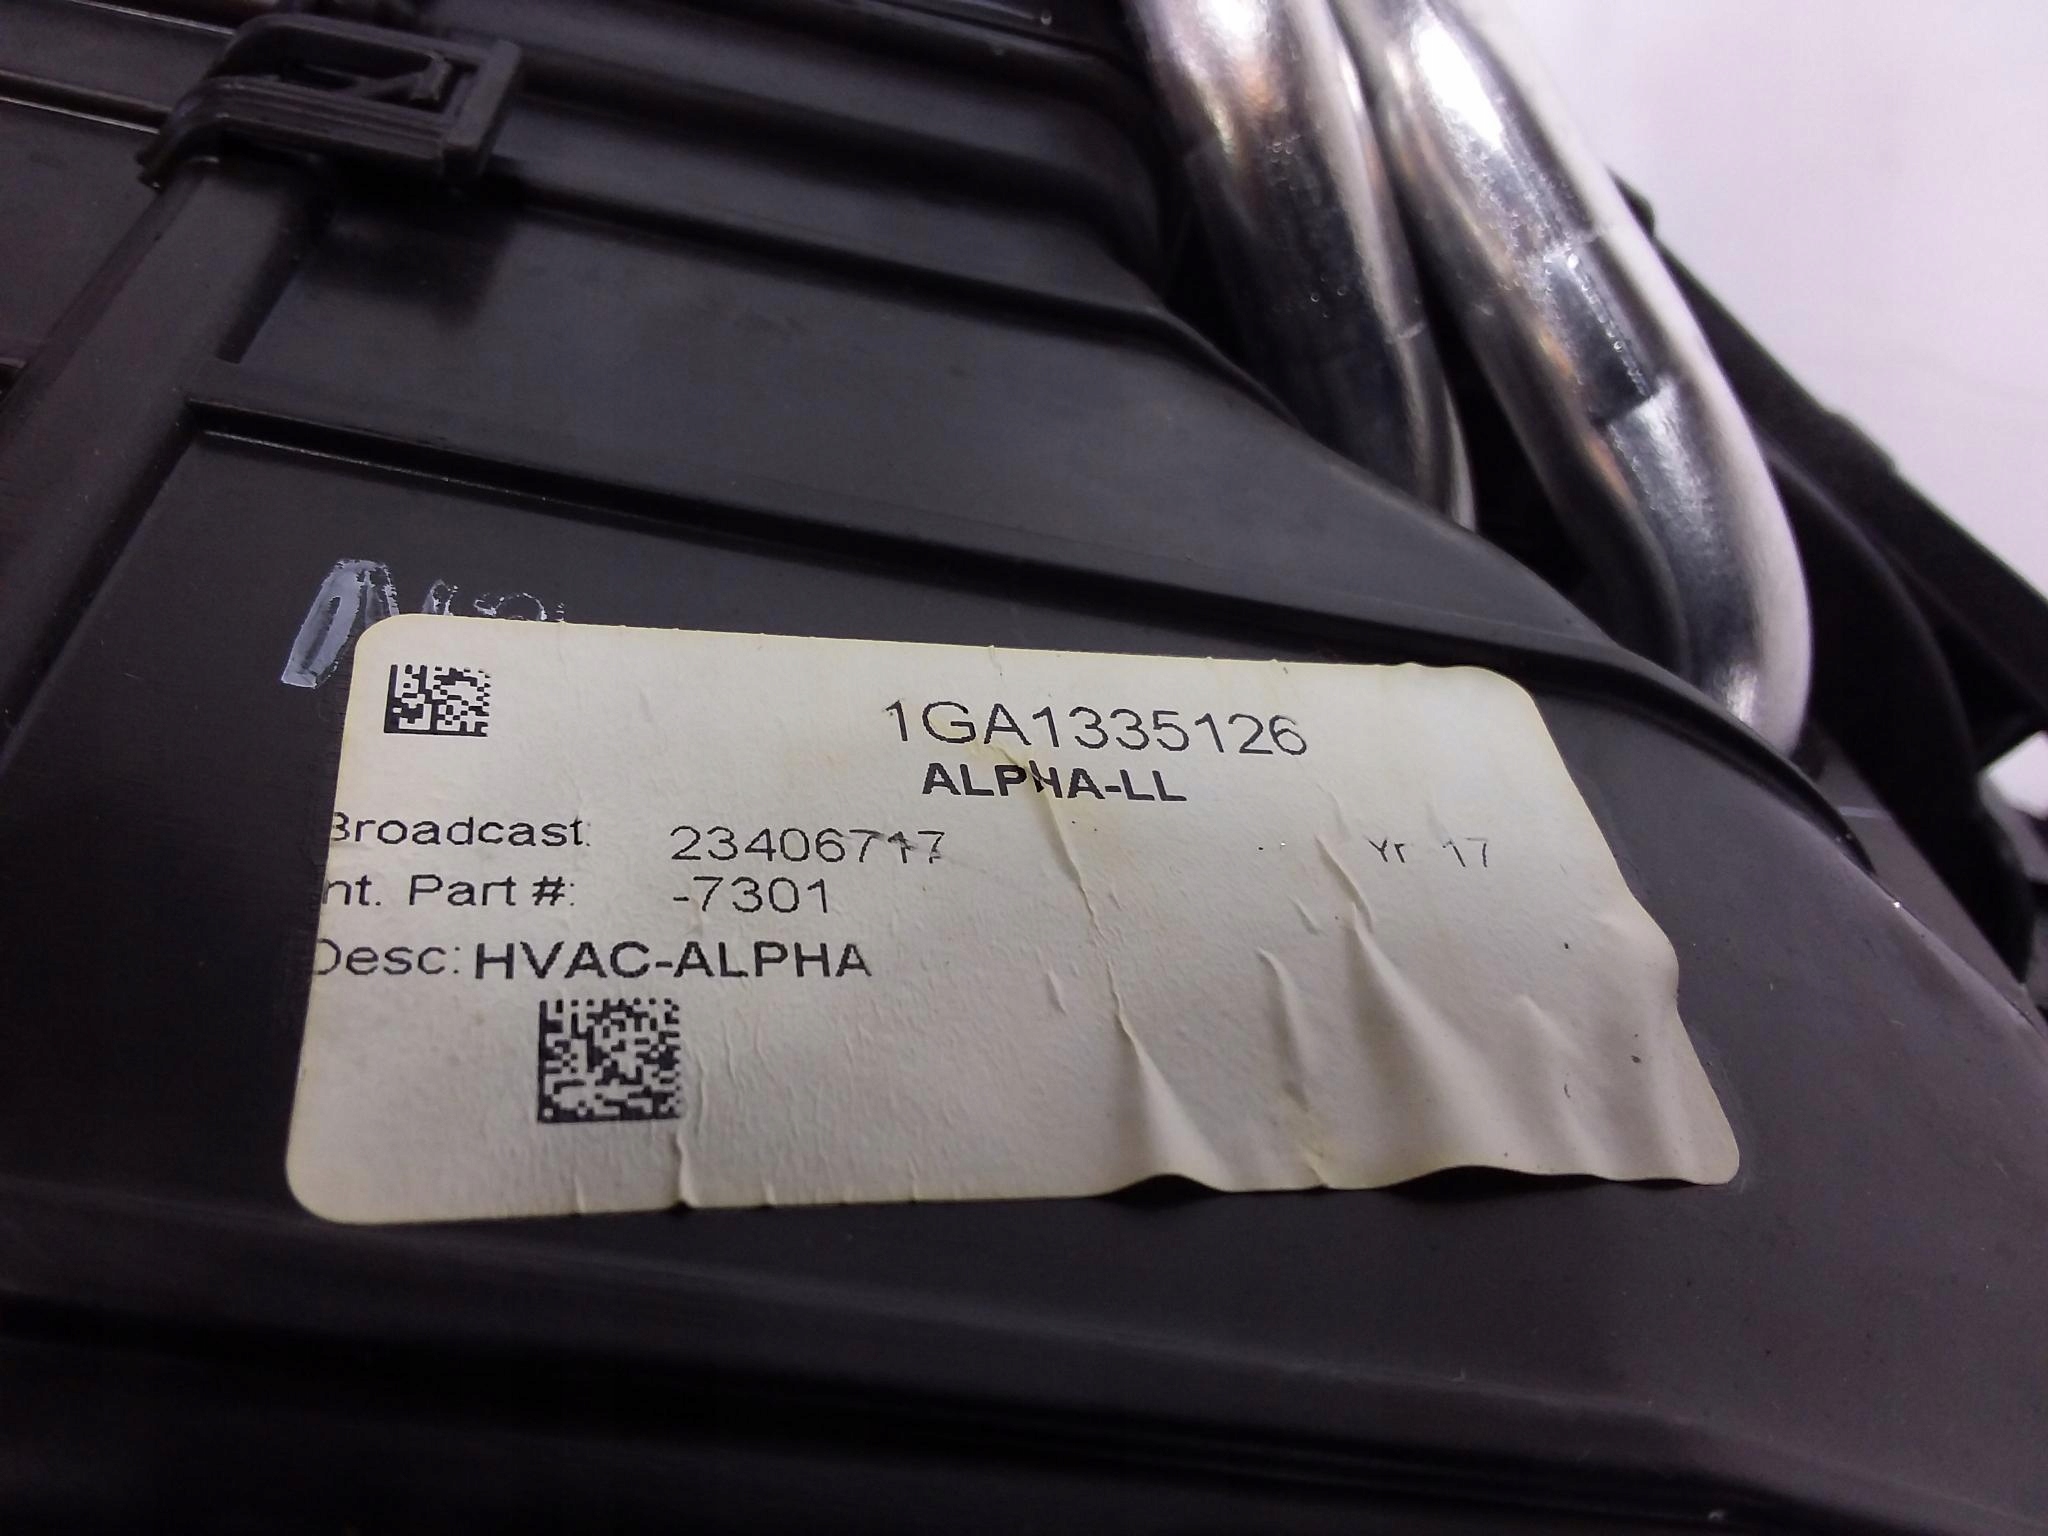 1GA1335126
ALPHA-LL
Broadcast: 23406717 Yr 17
nt. Part #: -7301
Desc: HVAC-ALPHA